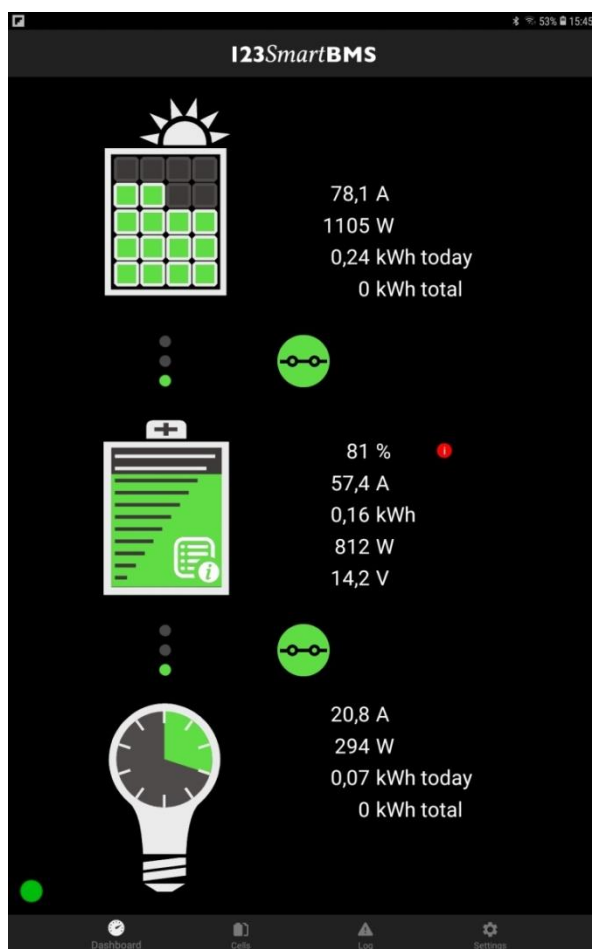 53% 15:45
123SmartBMS
78,1 A
1105 W
0,24 kWh today
0 kWh total
81 %
57,4 A
0,16 kWh
812 W
14,2 V
20,8 A
294 W
0,07 kWh today
0 kWh total
Dashboard Cells Log Settings